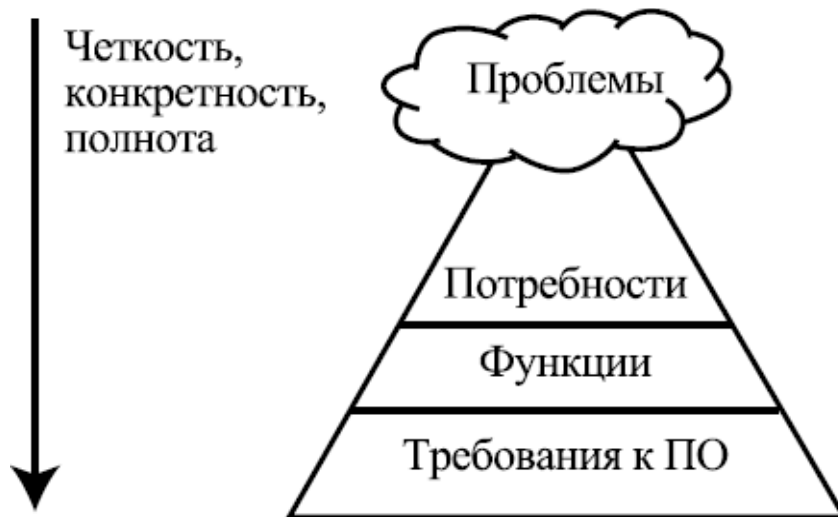 Четкость,
конкретность,
полнота
Проблемы
Потребности
Функции
Требования к ПО